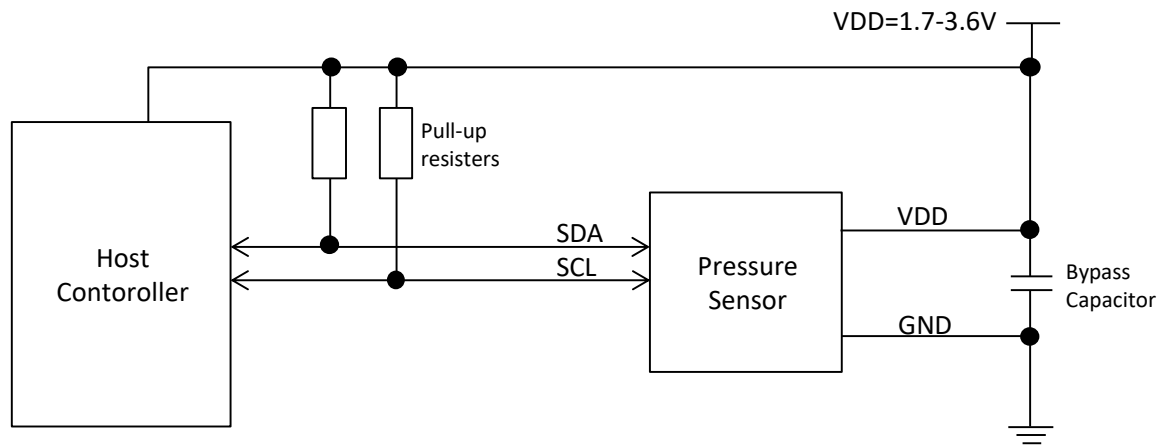 VDD=1.7-3.6V
Pull-up
resisters
SDA
SCL
VDD
GND
Host
Contoroller
Pressure
Sensor
Bypass
Capacitor